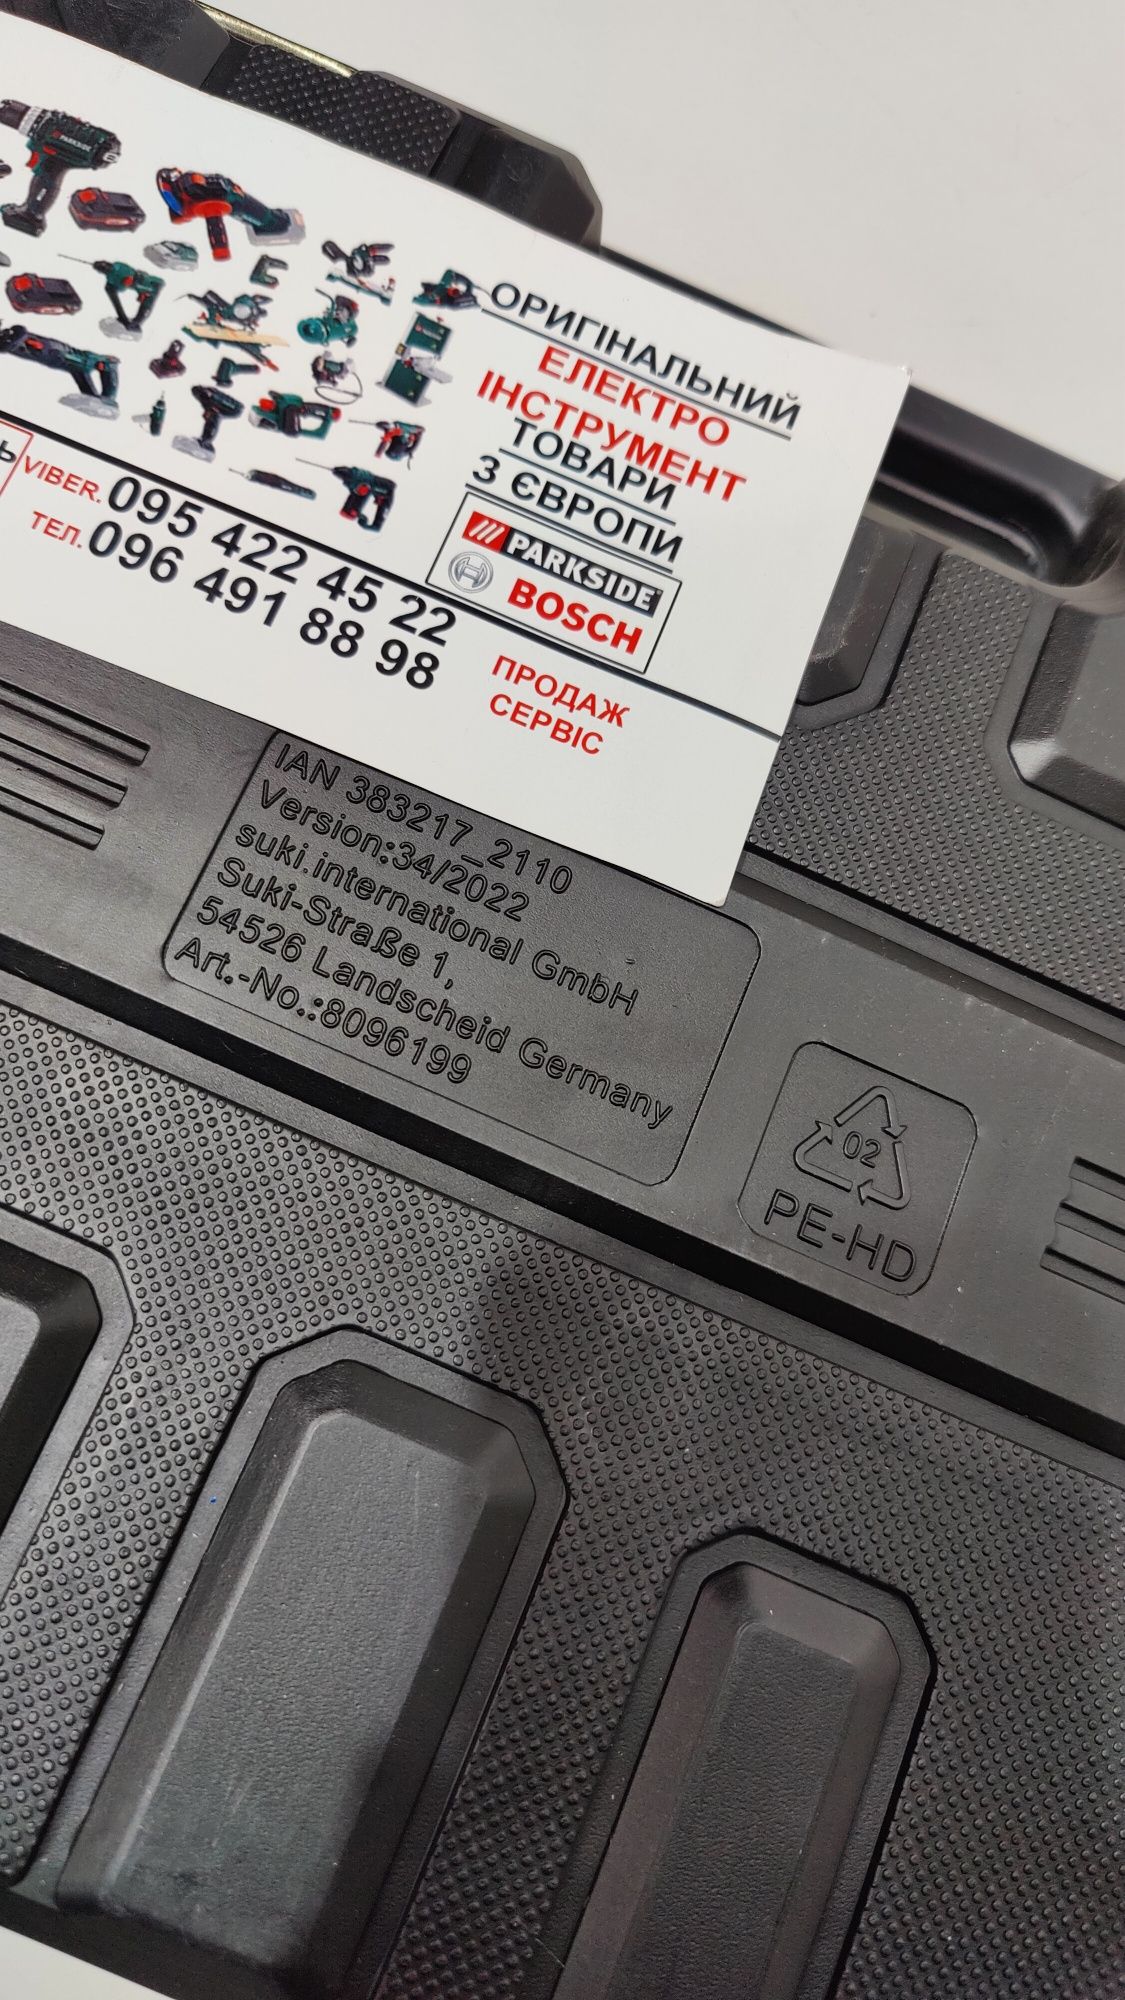 ОРИГІНАЛЬНИЙ
ЕЛЕКТРО
ІНСТРУМЕНТ
ТОВАРИ
З ЄВРОПИ
PARKSIDE
BOSCH
VIBER. 095 422 45 22
ТЕЛ. 096 491 88 98
ПРОДАЖ
СЕРВІС
IAN 383217_2110
Version:34/2022
suki.international GmbH
Suki-Straße 1,
54526 Landscheid Germany
Art.-No.:8096199
02
PE-HD